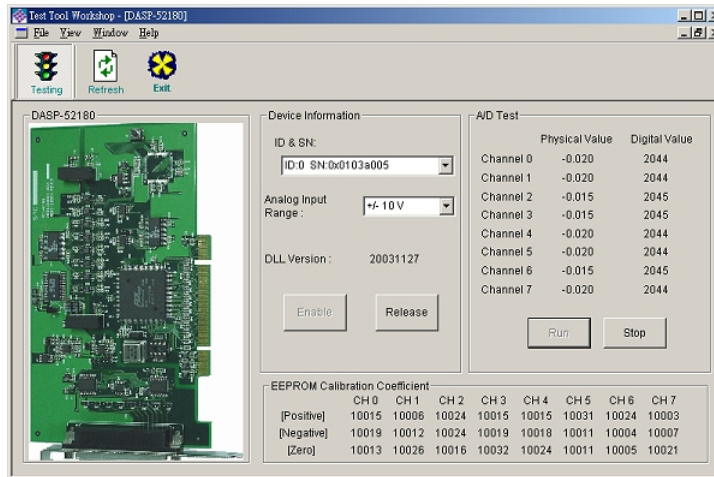 Test Tool Workshop - [DASP-52180]
File View Window Help
Testing Refresh Exit
DASP-52180
Device Information
ID & SN:
ID:0 SN:0x0103a005
Analog Input
Range :
+/- 10 V
DLL Version : 20031127
Enable Release
A/D Test
Physical Value Digital Value
Channel 0 -0.020 2044
Channel 1 -0.020 2044
Channel 2 -0.015 2045
Channel 3 -0.015 2045
Channel 4 -0.020 2044
Channel 5 -0.020 2044
Channel 6 -0.015 2045
Channel 7 -0.020 2044
Run Stop
EEPROM Calibration Coefficient
CH 0 CH 1 CH 2 CH 3 CH 4 CH 5 CH 6 CH 7
[Positive] 10015 10006 10024 10015 10015 10031 10024 10003
[Negative] 10019 10012 10024 10019 10018 10011 10004 10007
[Zero] 10013 10026 10016 10032 10024 10011 10005 10021